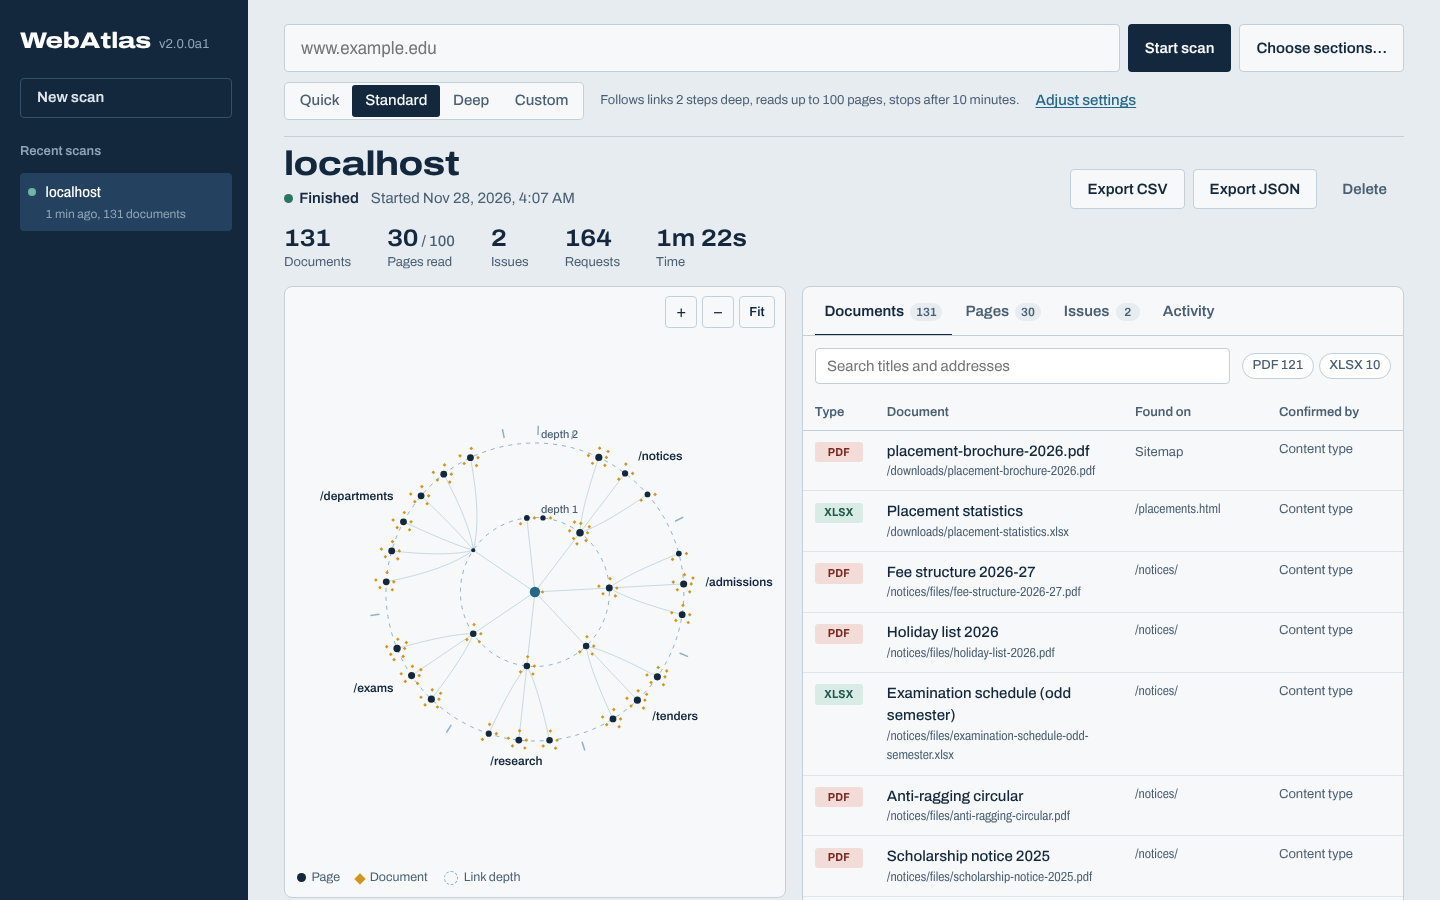 WebAtlas v2.0.0a1
New scan
Recent scans
localhost
1 min ago, 131 documents
www.example.edu
Start scan
Choose sections...
Quick
Standard
Deep
Custom
Follows links 2 steps deep, reads up to 100 pages, stops after 10 minutes.
Adjust settings
localhost
Finished Started Nov 28, 2026, 4:07 AM
Export CSV
Export JSON
Delete
131
Documents
30 / 100
Pages read
2
Issues
164
Requests
1m 22s
Time
+
−
Fit
depth 2
/notices
/departments
depth 1
/admissions
/exams
/tenders
/research
Page
Document
Link depth
Documents 131
Pages 30
Issues 2
Activity
Search titles and addresses
PDF 121
XLSX 10
Type Document Found on Confirmed by
PDF placement-brochure-2026.pdf Sitemap Content type
/downloads/placement-brochure-2026.pdf
XLSX Placement statistics /placements.html Content type
/downloads/placement-statistics.xlsx
PDF Fee structure 2026-27 /notices/ Content type
/notices/files/fee-structure-2026-27.pdf
PDF Holiday list 2026 /notices/ Content type
/notices/files/holiday-list-2026.pdf
XLSX Examination schedule (odd /notices/ Content type
semester)
/notices/files/examination-schedule-odd-
semester.xlsx
PDF Anti-ragging circular /notices/ Content type
/notices/files/anti-ragging-circular.pdf
PDF Scholarship notice 2025 /notices/ Content type
/notices/files/scholarship-notice-2025.pdf